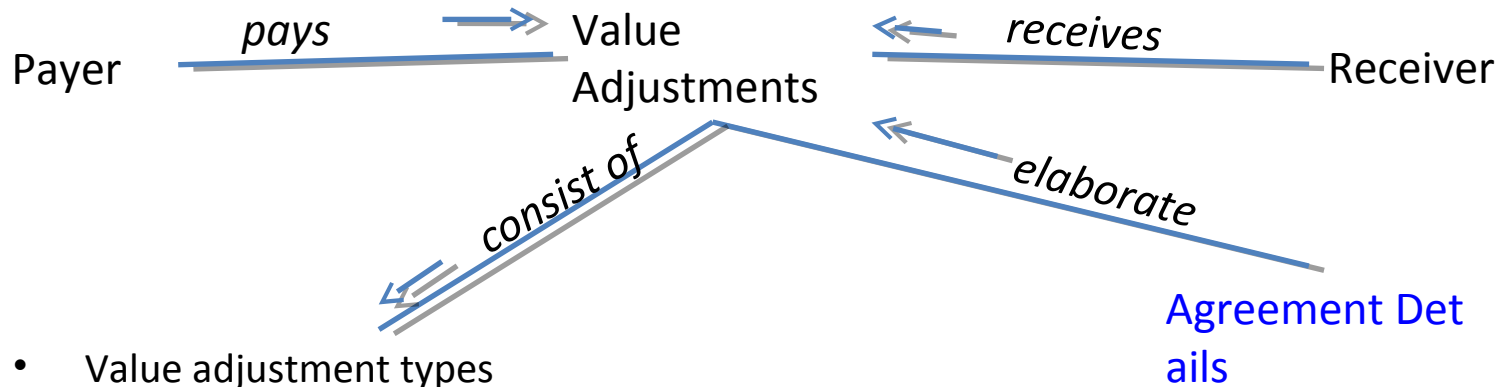 pays
Value
receives
Payer
Adjustments
Receiver
consist of
elaborate
Agreement Det
ails
• Value adjustment types